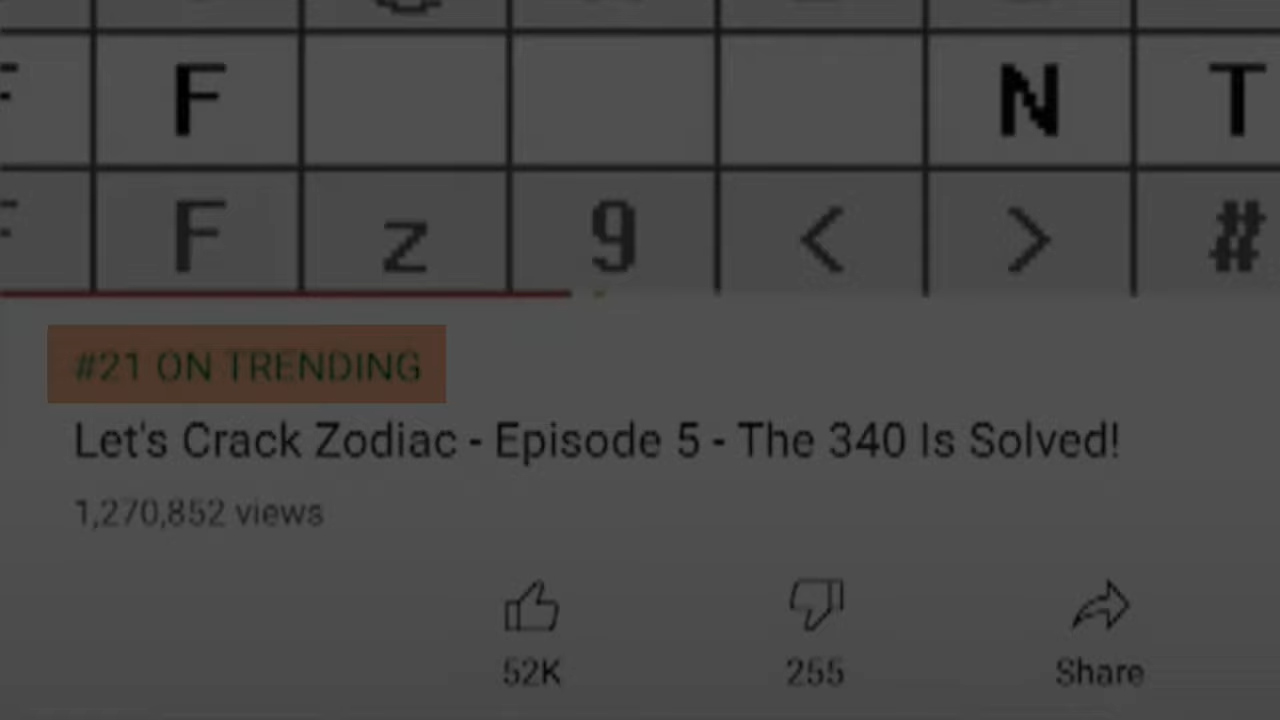 F N T
F z 9 < > #
#21 ON TRENDING
Let's Crack Zodiac - Episode 5 - The 340 Is Solved!
1,270,852 views
52K 255 Share